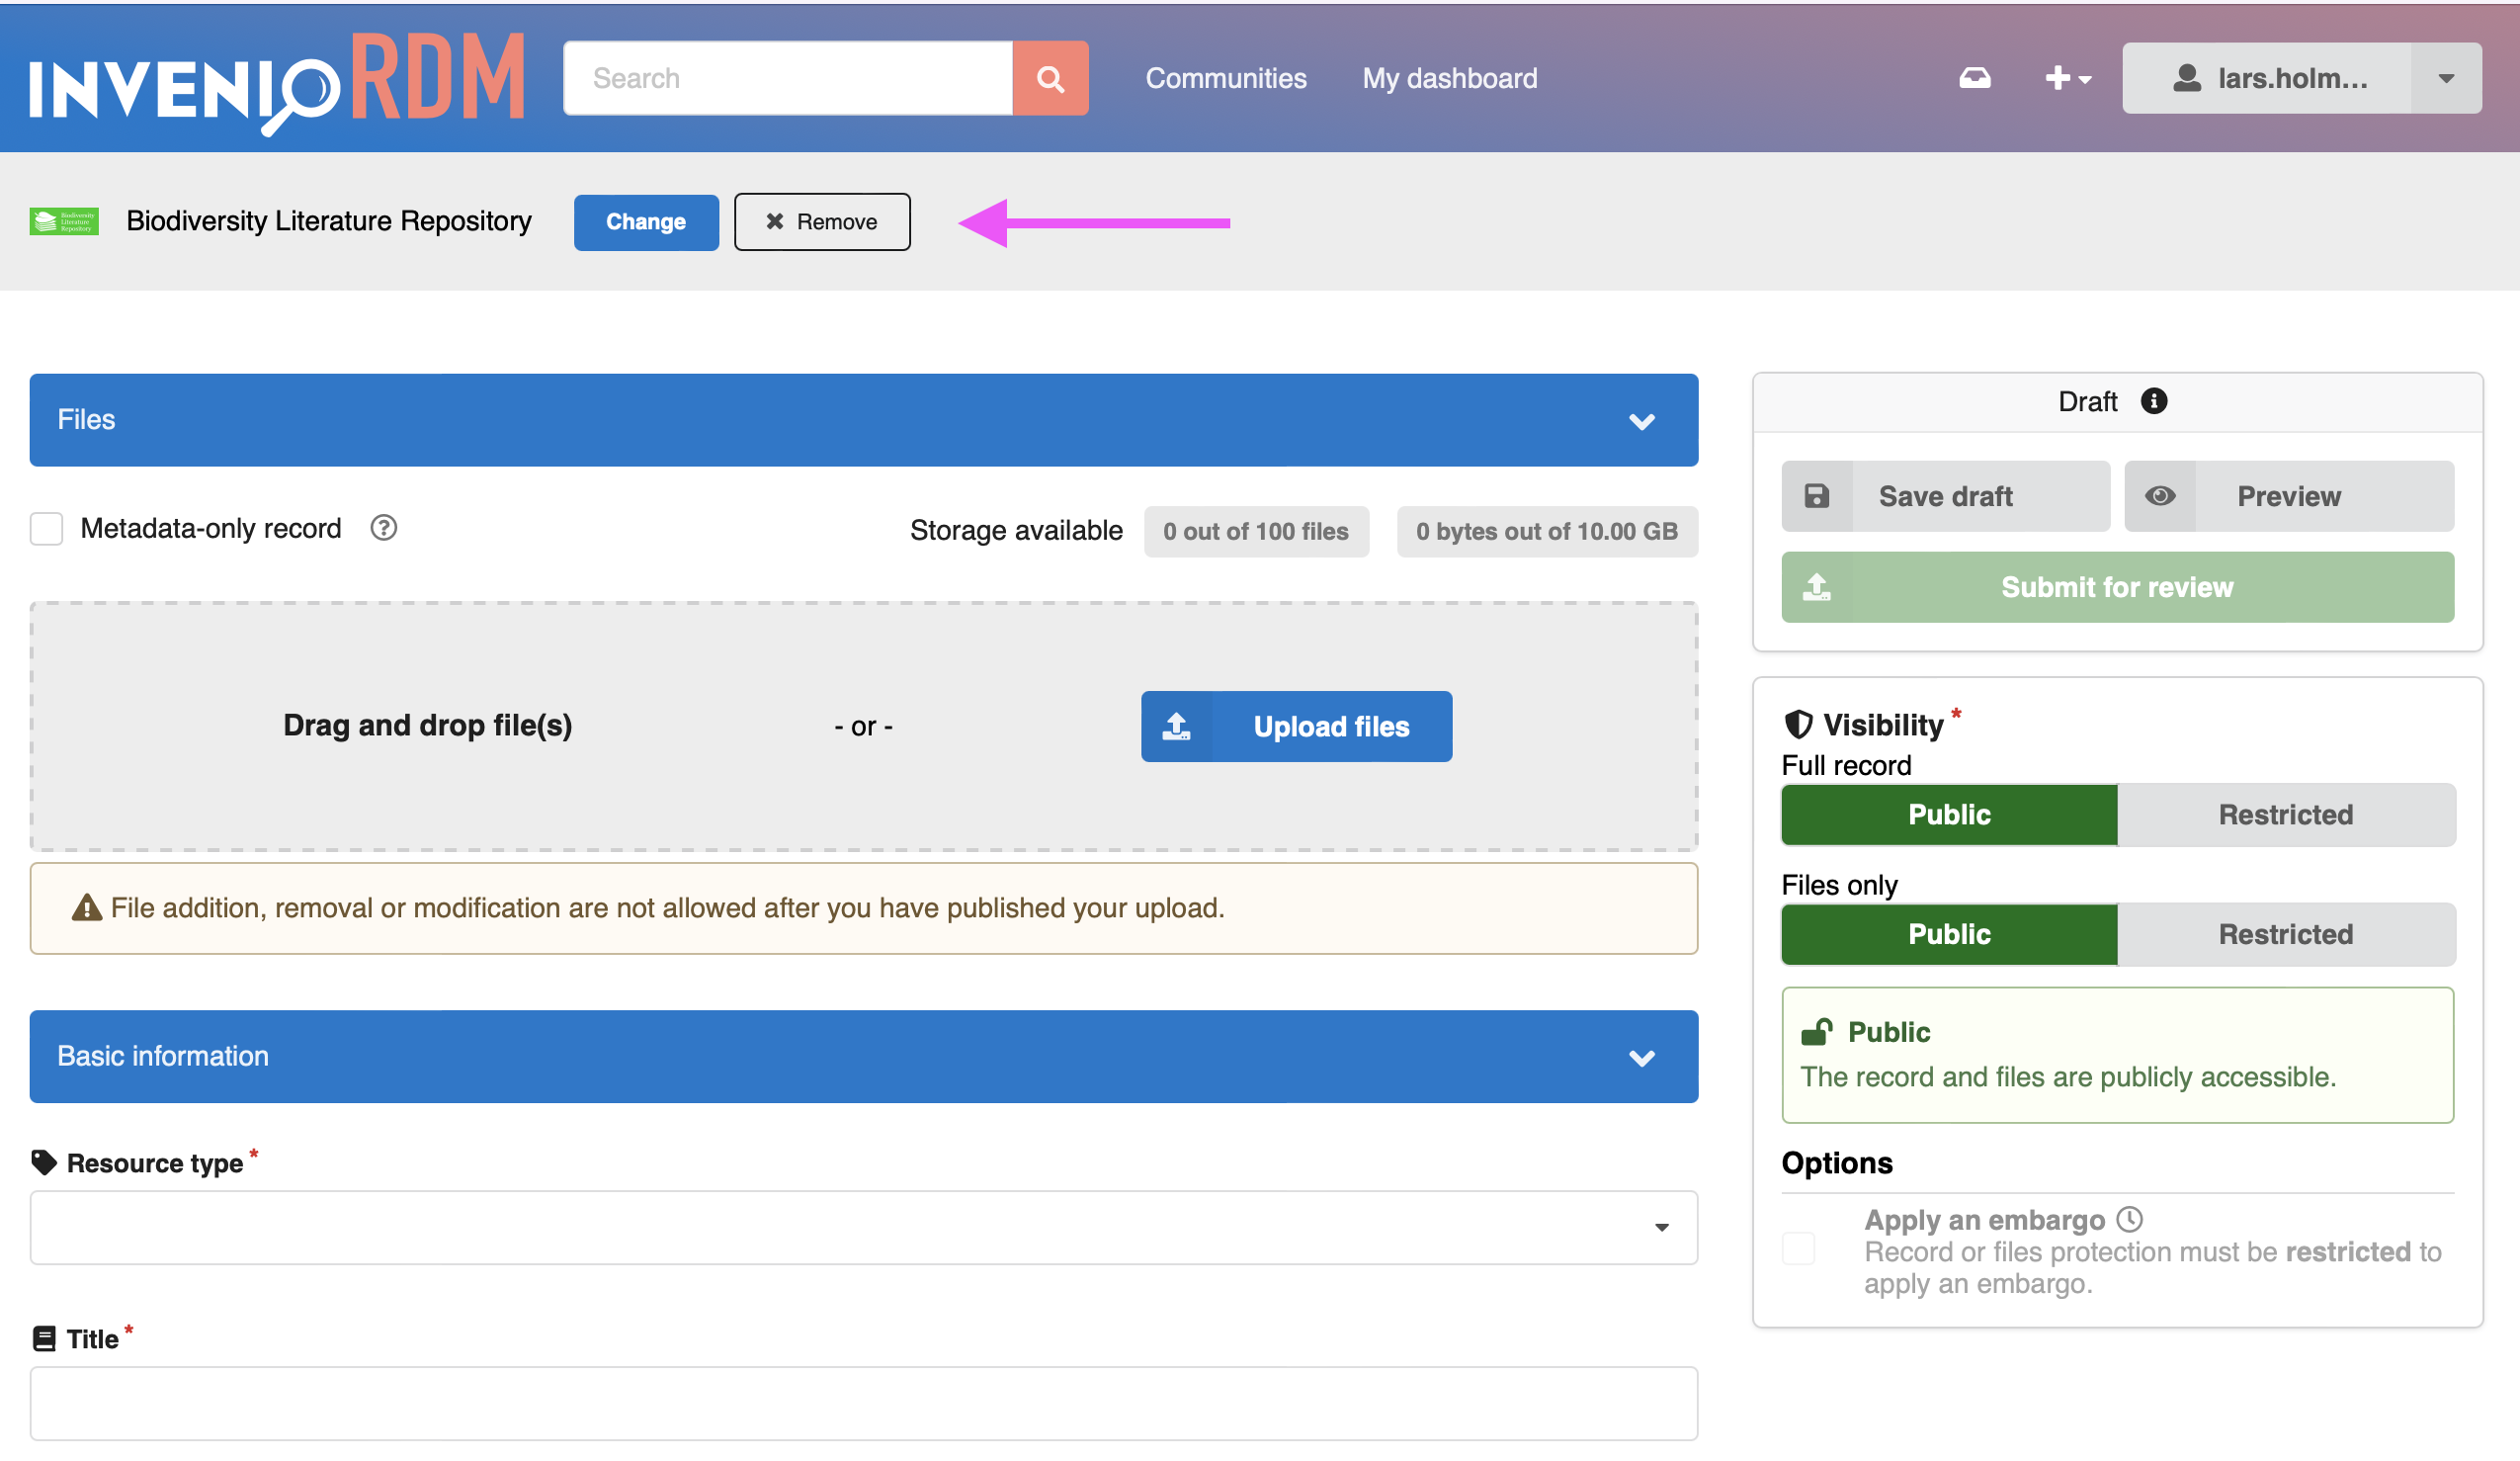 INVENIO RDM
Search
Communities
My dashboard
lars.holm...
Biodiversity Literature Repository
Biodiversity Literature Repository
Change
Remove
Files
Metadata-only record
Storage available
0 out of 100 files
0 bytes out of 10.00 GB
Drag and drop file(s)
- or -
Upload files
File addition, removal or modification are not allowed after you have published your upload.
Basic information
Resource type *
Title *
Draft
Save draft
Preview
Submit for review
Visibility *
Full record
Public
Restricted
Files only
Public
Restricted
Public
The record and files are publicly accessible.
Options
Apply an embargo
Record or files protection must be restricted to
apply an embargo.